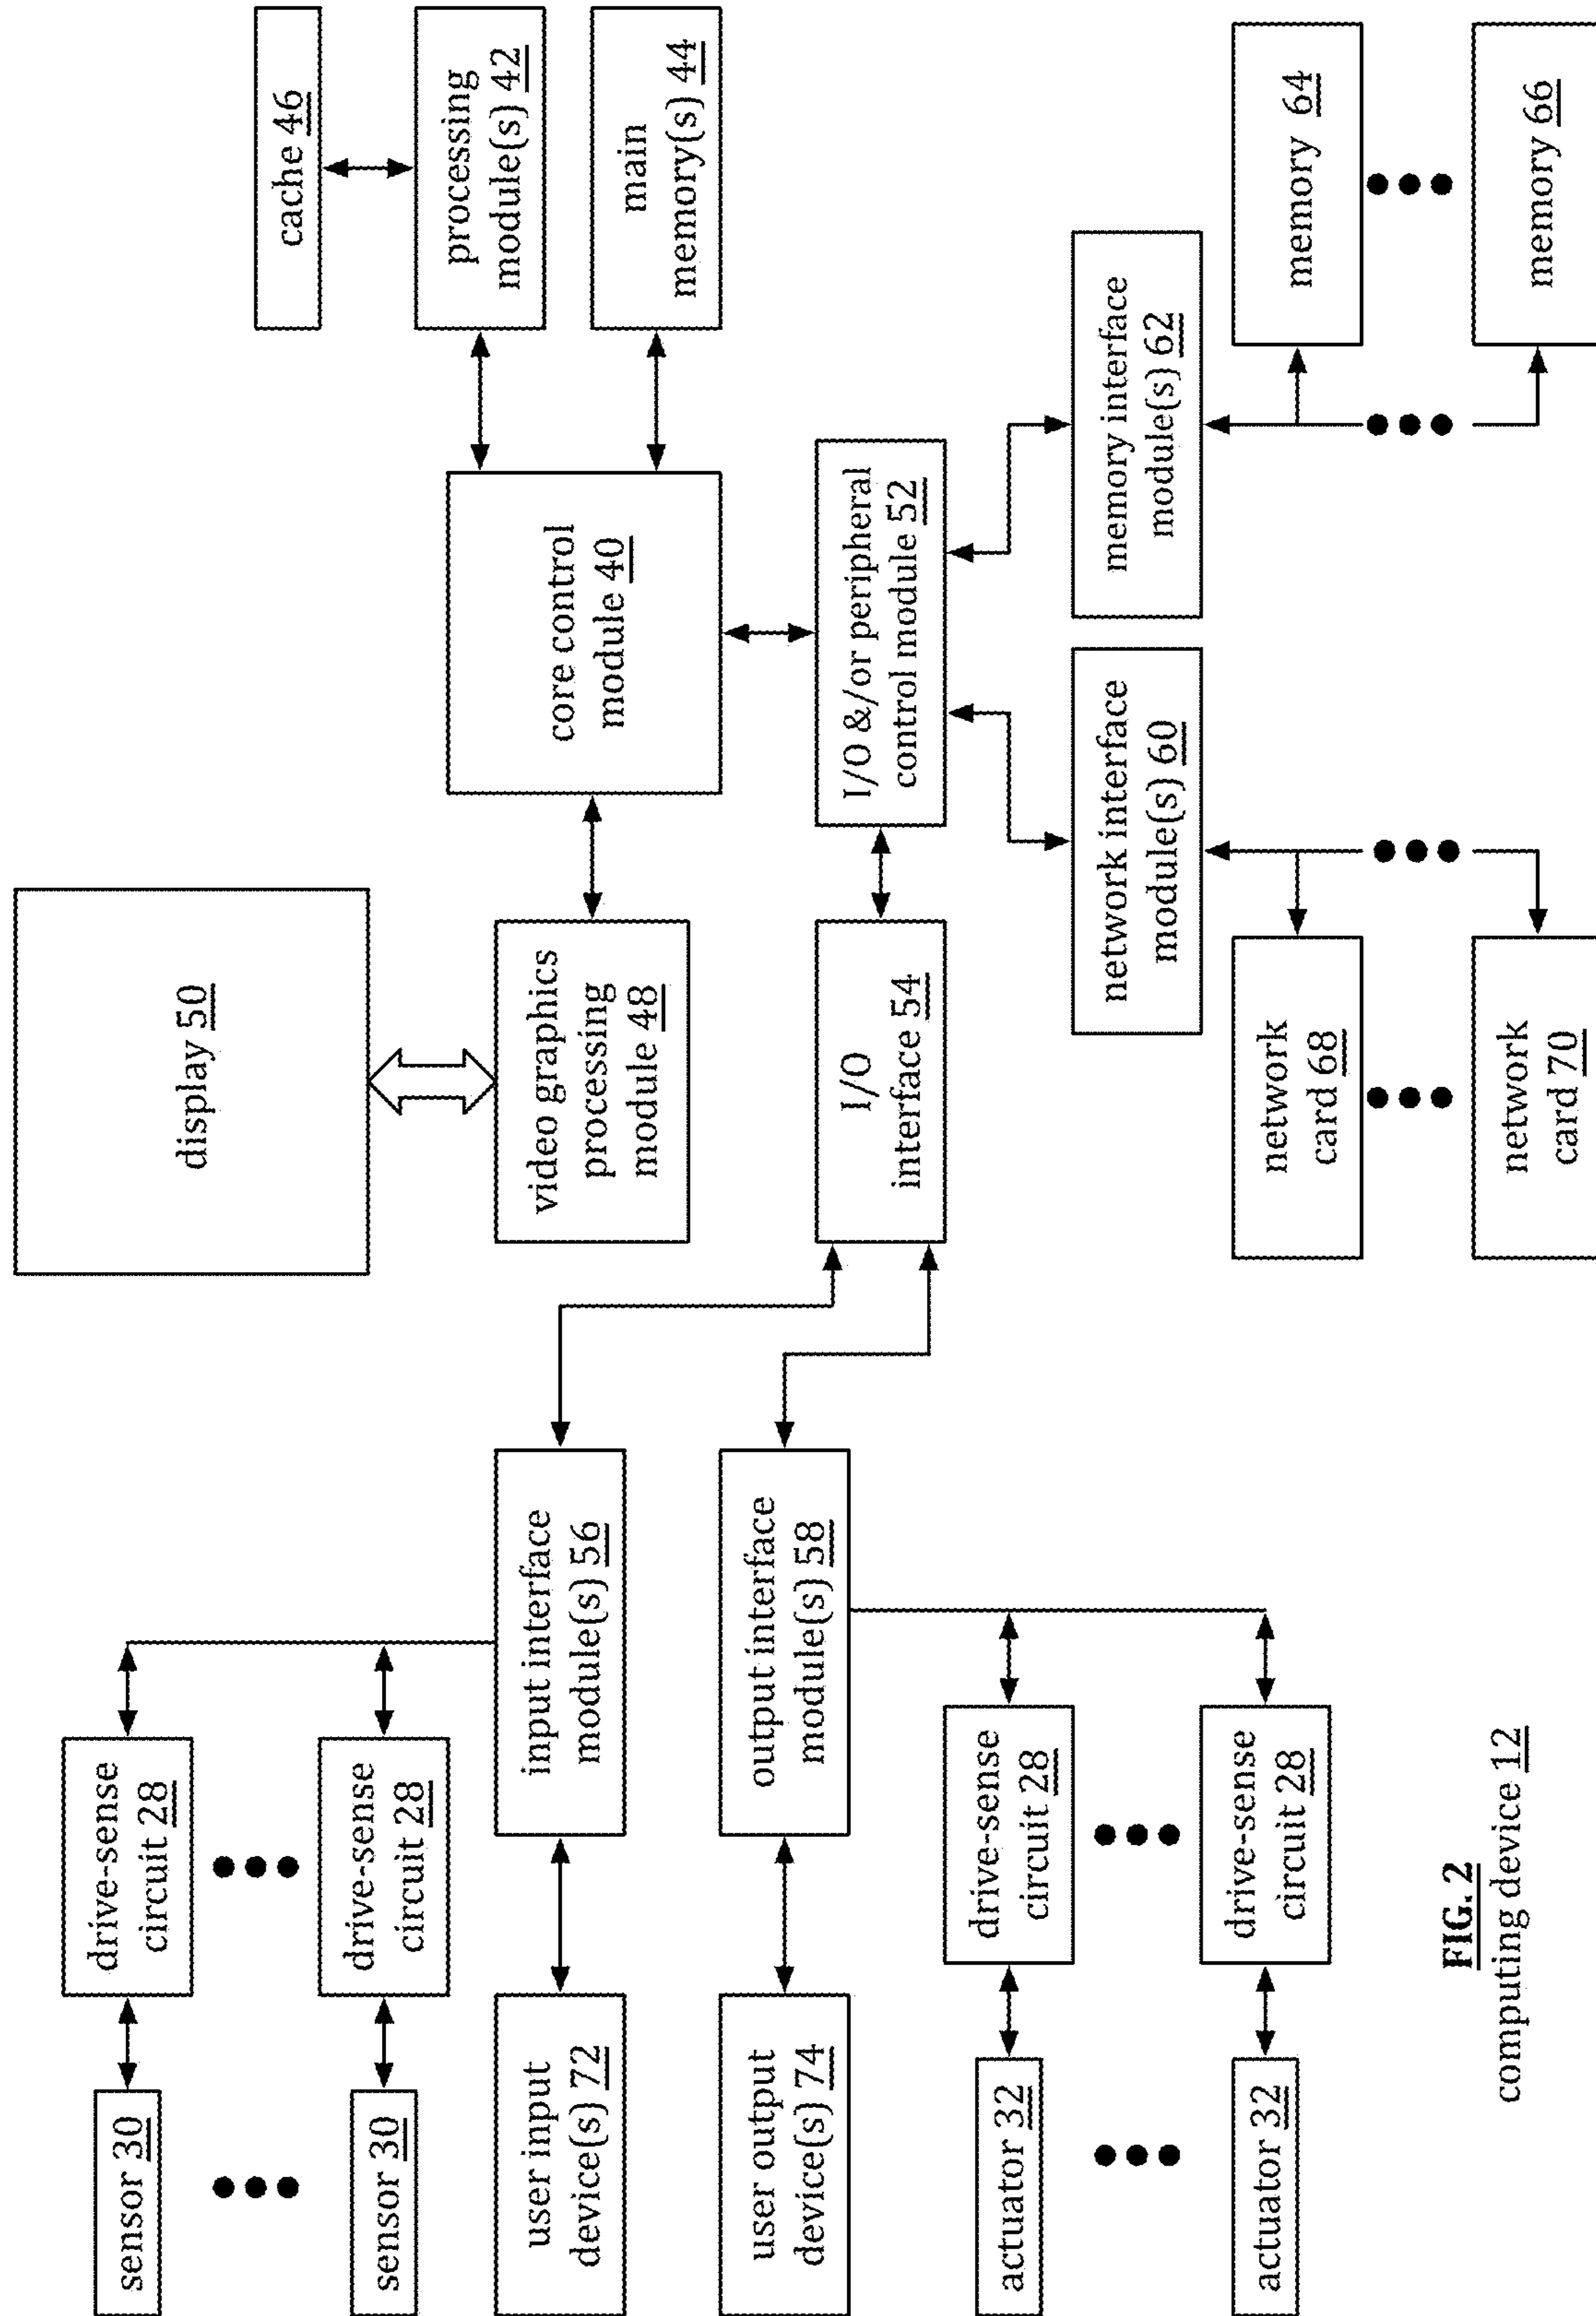 display 50
cache 46
processing
module(s) 42
main
memory(s) 44
core control
module 40
video graphics
processing
module 48
I/O &/or peripheral
control module 52
I/O
interface 54
memory interface
module(s) 62
network interface
module(s) 60
memory 64
memory 66
network
card 68
network
card 70
input interface
module(s) 56
output interface
module(s) 58
sensor 30
drive-sense
circuit 28
sensor 30
drive-sense
circuit 28
user input
device(s) 72
user output
device(s) 74
actuator 32
drive-sense
circuit 28
actuator 32
drive-sense
circuit 28
FIG. 2
computing device 12